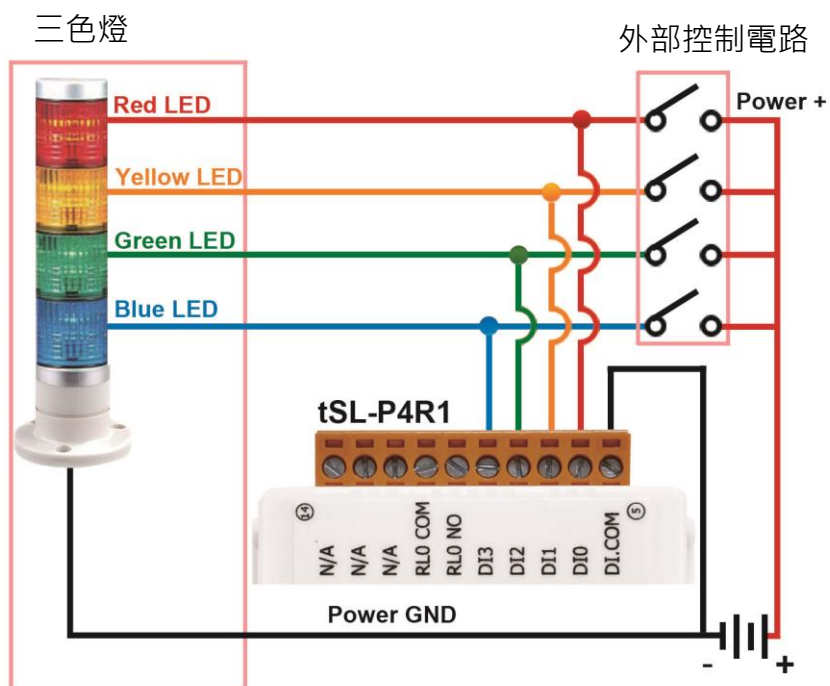 三色燈
外部控制電路
Red LED
Power +
Yellow LED
Green LED
Blue LED
tSL-P4R1
14
N/A
N/A
N/A
RL0 COM
RL0 NO
DI3
DI2
DI1
DI0
DI.COM
5
Power GND
- +